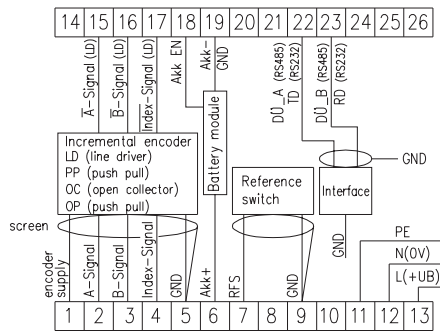 14 15 16 17 18 19 20 21 22 23 24 25 26
A-Signal (LD)
B-Signal (LD)
Index-Signal (LD)
Akk EN
Akk-
GND
DÜ_A (RS485)
TD (RS232)
DÜ_B (RS485)
RD (RS232)
Incremental encoder
LD (line driver)
PP (push pull)
OC (open collector)
OP (push pull)
Battery module
Reference
switch
Interface
GND
screen
encoder
supply
A-Signal
B-Signal
Index-Signal
GND
Akk+
RFS
GND
GND
PE
N(0V)
L(+UB)
1 2 3 4 5 6 7 8 9 10 11 12 13